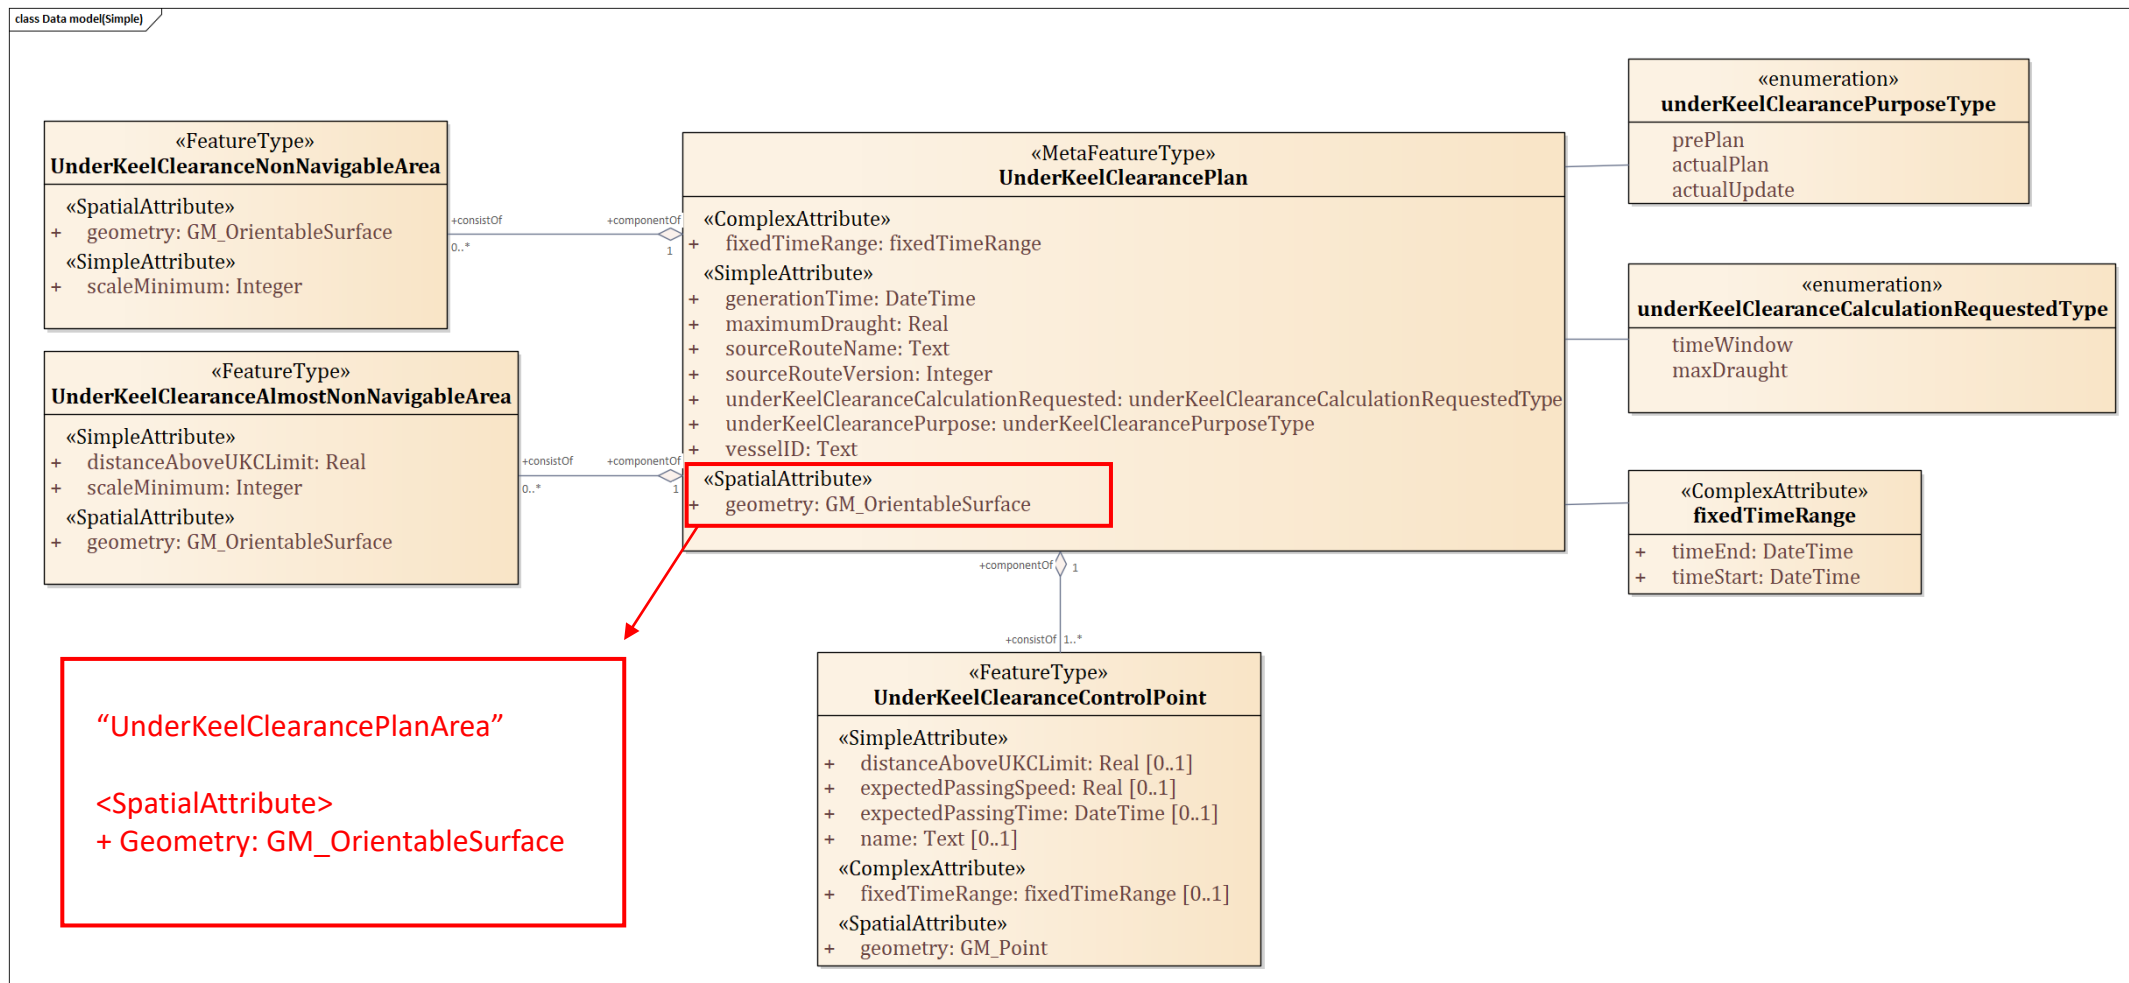 class Data model(Simple)
«FeatureType»
UnderKeelClearanceNonNavigableArea
«SpatialAttribute»
+ geometry: GM_OrientableSurface
«SimpleAttribute»
+ scaleMinimum: Integer
+consistOf
0..*
+componentOf
1
«FeatureType»
UnderKeelClearanceAlmostNonNavigableArea
«SimpleAttribute»
+ distanceAboveUKCLimit: Real
+ scaleMinimum: Integer
«SpatialAttribute»
+ geometry: GM_OrientableSurface
+consistOf
0..*
+componentOf
1
«MetaFeatureType»
UnderKeelClearancePlan
«ComplexAttribute»
+ fixedTimeRange: fixedTimeRange
«SimpleAttribute»
+ generationTime: DateTime
+ maximumDraught: Real
+ sourceRouteName: Text
+ sourceRouteVersion: Integer
+ underKeelClearanceCalculationRequested: underKeelClearanceCalculationRequestedType
+ underKeelClearancePurpose: underKeelClearancePurposeType
+ vesselID: Text
«SpatialAttribute»
+ geometry: GM_OrientableSurface
«enumeration»
underKeelClearancePurposeType
prePlan
actualPlan
actualUpdate
«enumeration»
underKeelClearanceCalculationRequestedType
timeWindow
maxDraught
«ComplexAttribute»
fixedTimeRange
+ timeEnd: DateTime
+ timeStart: DateTime
+componentOf 1
+consistOf 1..*
«FeatureType»
UnderKeelClearanceControlPoint
«SimpleAttribute»
+ distanceAboveUKCLimit: Real [0..1]
+ expectedPassingSpeed: Real [0..1]
+ expectedPassingTime: DateTime [0..1]
+ name: Text [0..1]
«ComplexAttribute»
+ fixedTimeRange: fixedTimeRange [0..1]
«SpatialAttribute»
+ geometry: GM_Point
“UnderKeelClearancePlanArea”
<SpatialAttribute>
+ Geometry: GM_OrientableSurface